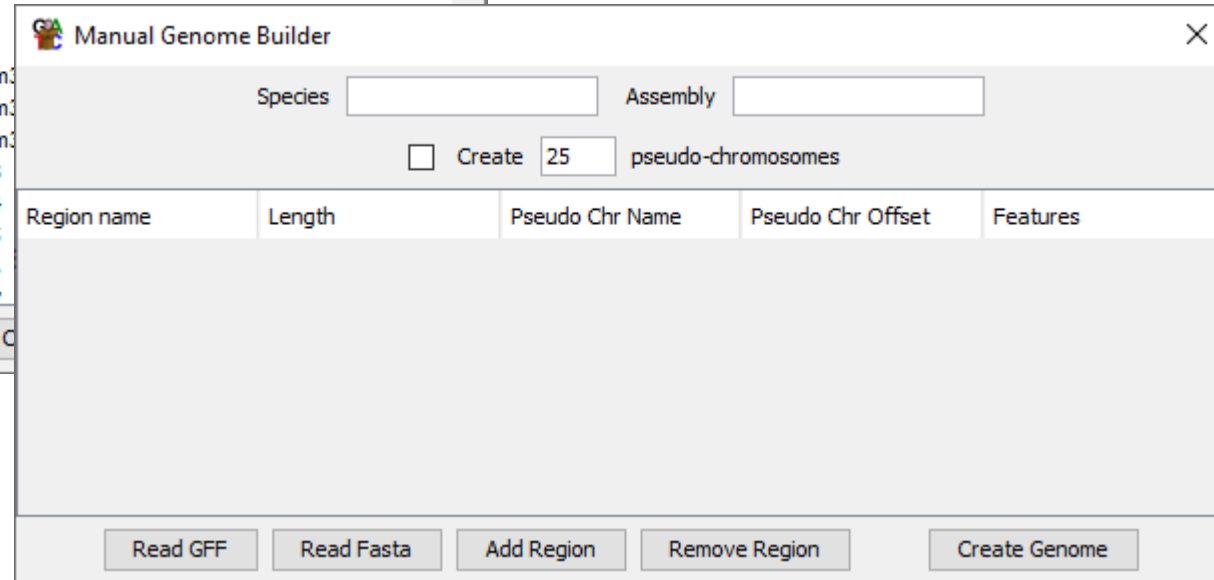 Manual Genome Builder
Species Assembly
Create 25 pseudo-chromosomes
Region name Length Pseudo Chr Name Pseudo Chr Offset Features
Read GFF Read Fasta Add Region Remove Region Create Genome